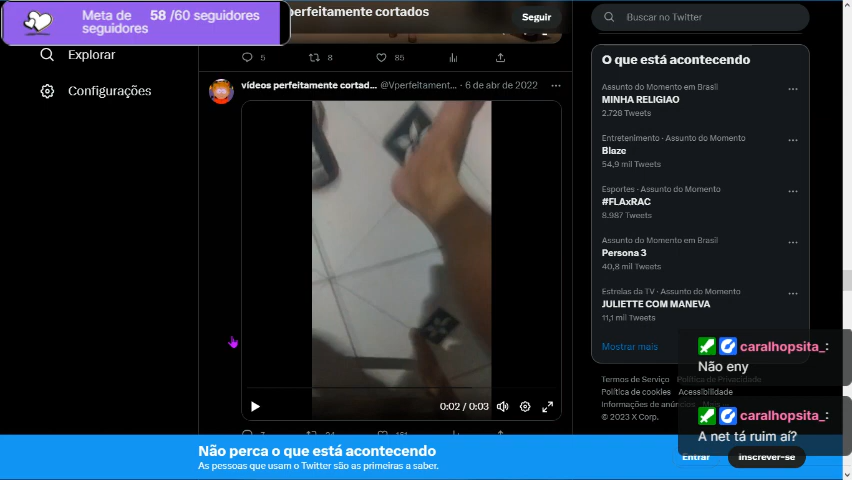 Meta de seguidores
58 /60 seguidores
perfeitamente cortados
Seguir
Explorar
Configurações
5
8
85
vídeos perfeitamente cortad... @Vperfeitament... · 6 de abr de 2022
0:02 / 0:03
Buscar no Twitter
O que está acontecendo
Assunto do Momento em Brasil
MINHA RELIGIAO
2.728 Tweets
Entretenimento · Assunto do Momento
Blaze
54,9 mil Tweets
Esportes · Assunto do Momento
#FLAxRAC
8.987 Tweets
Assunto do Momento em Brasil
Persona 3
40,8 mil Tweets
Estrelas da TV · Assunto do Momento
JULIETTE COM MANEVA
11,1 mil Tweets
Mostrar mais
Termos de Serviço Política de Privacidade
Política de cookies Acessibilidade
Informações de anúncios Mais
© 2023 X Corp.
caralhopsita_:
Não eny
caralhopsita_:
A net tá ruim aí?
Não perca o que está acontecendo
As pessoas que usam o Twitter são as primeiras a saber.
Entrar
Inscrever-se